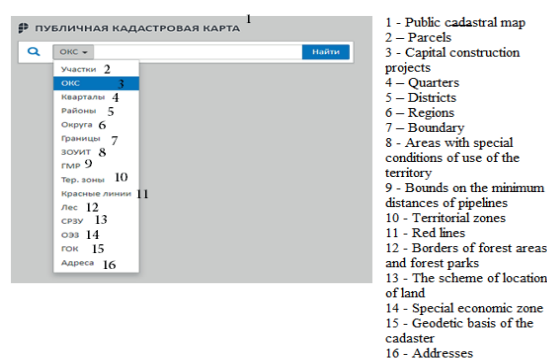 ПУБЛИЧНАЯ КАДАСТРОВАЯ КАРТА 1
ОКС Найти
Участки 2
ОКС 3
Кварталы 4
Районы 5
Округа 6
Границы 7
ЗОУИТ 8
ГМР 9
Тер. зоны 10
Красные линии 11
Лес 12
СРЗУ 13
ОЭЗ 14
ГОК 15
Адреса 16
1 - Public cadastral map
2 – Parcels
3 - Capital construction
projects
4 – Quarters
5 – Districts
6 – Regions
7 – Boundary
8 - Areas with special
conditions of use of the
territory
9 - Bounds on the minimum
distances of pipelines
10 - Territorial zones
11 - Red lines
12 - Borders of forest areas
and forest parks
13 - The scheme of location
of land
14 - Special economic zone
15 - Geodetic basis of the
cadaster
16 - Addresses